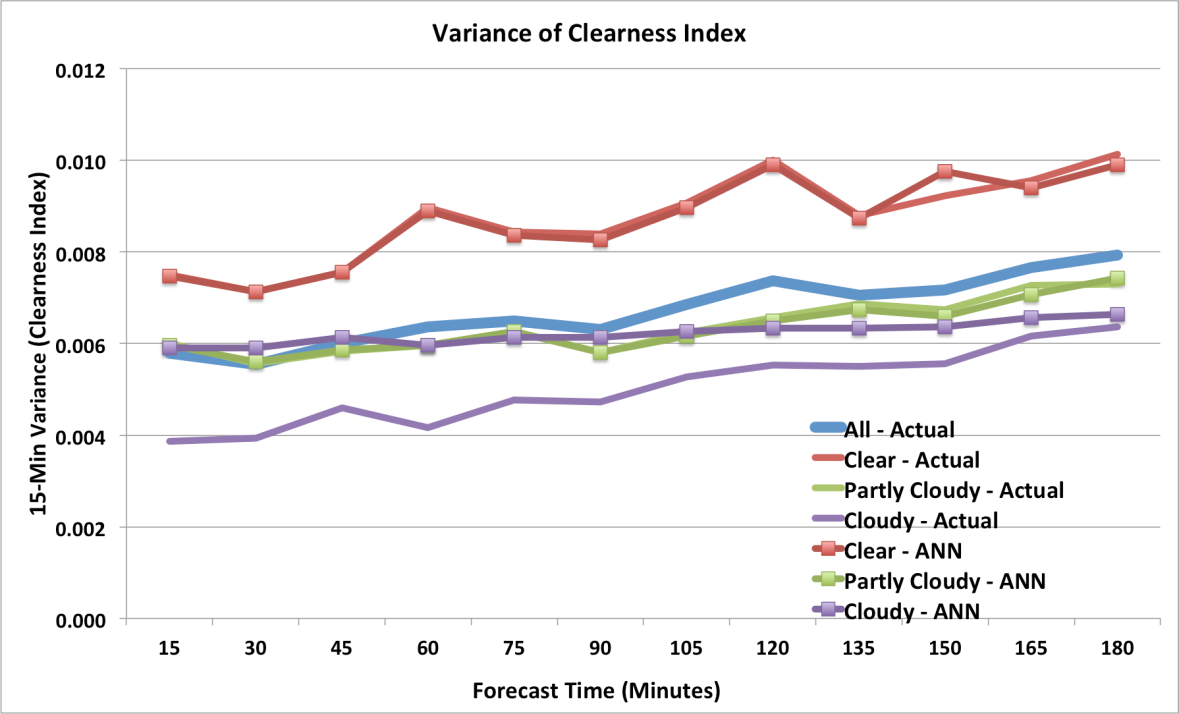 Variance of Clearness Index
15-Min Variance (Clearness Index)
0.012
0.010
0.008
0.006
0.004
0.002
0.000
All - Actual
Clear - Actual
Partly Cloudy - Actual
Cloudy - Actual
Clear - ANN
Partly Cloudy - ANN
Cloudy - ANN
15 30 45 60 75 90 105 120 135 150 165 180
Forecast Time (Minutes)